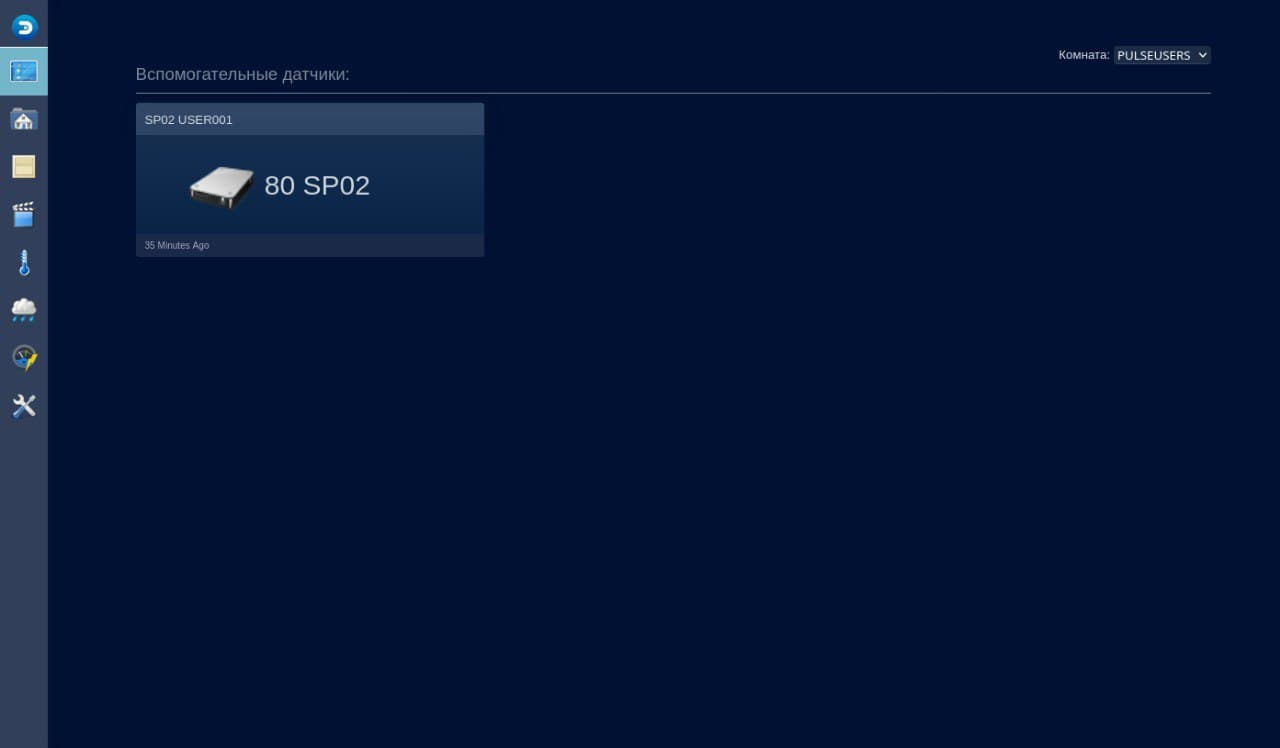 Комната: PULSEUSERS
Вспомогательные датчики:
SP02 USER001
80 SP02
35 Minutes Ago